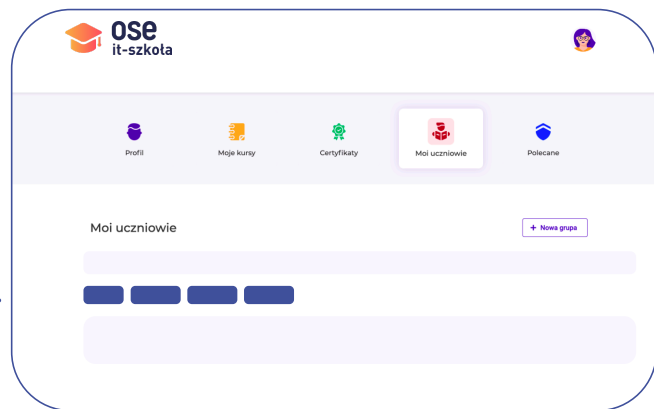 ose
it-szkoła
Profil
Moje kursy
Certyfikaty
Moi uczniowie
Polecane
Moi uczniowie
+ Nowa grupa